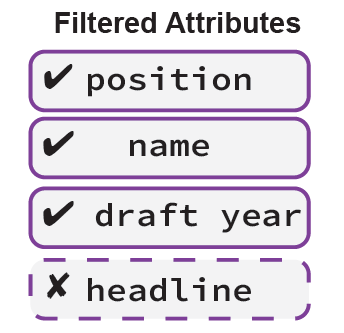 Filtered Attributes
✔ position
✔ name
✔ draft year
✘ headline